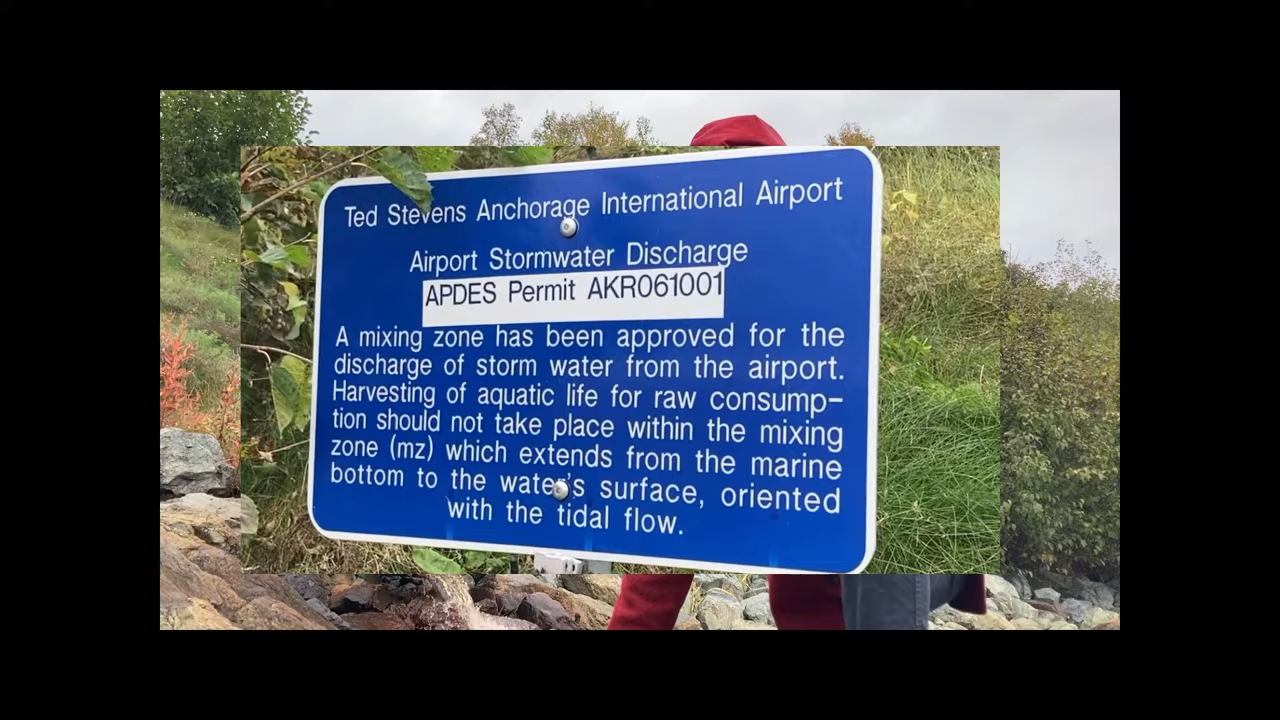 Ted Stevens Anchorage International Airport
Airport Stormwater Discharge
APDES Permit AKR061001
A mixing zone has been approved for the
discharge of storm water from the airport.
Harvesting of aquatic life for raw consump-
tion should not take place within the mixing
zone (mz) which extends from the marine
bottom to the water's surface, oriented
with the tidal flow.